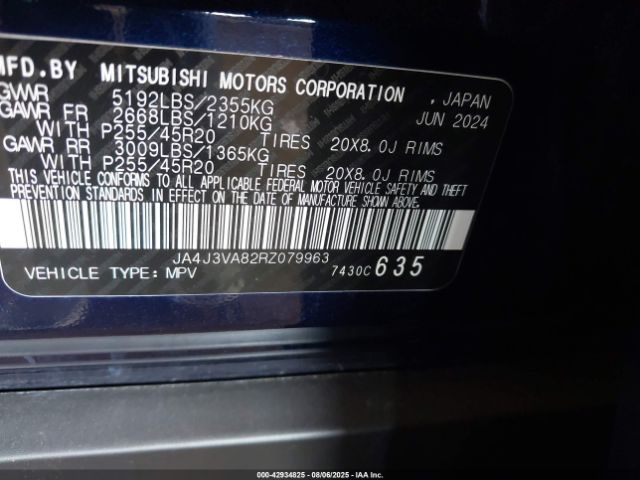 MFD.BY MITSUBISHI MOTORS CORPORATION
GVWR 5192LBS/2355KG . JAPAN
GAWR FR 2668LBS/1210KG JUN 2024
WITH P255/45R20 TIRES 20X8.0J RIMS
GAWR RR 3009LBS/1365KG
WITH P255/45R20 TIRES 20X8.0J RIMS
THIS VEHICLE CONFORMS TO ALL APPLICABLE FEDERAL MOTOR VEHICLE SAFETY AND THEFT
PREVENTION STANDARDS IN EFFECT ON THE DATE OF MANUFACTURE SHOWN ABOVE.
JA4J3VA82RZ079963
VEHICLE TYPE: MPV 7430C 635
000-42934825 - 08/06/2025 - IAAI.COM